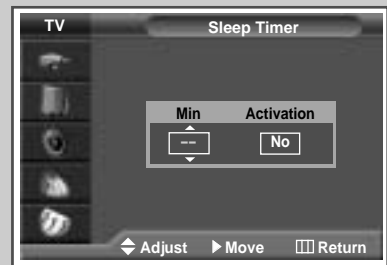 TV Sleep Timer
Min Activation
-- No
Adjust Move Return